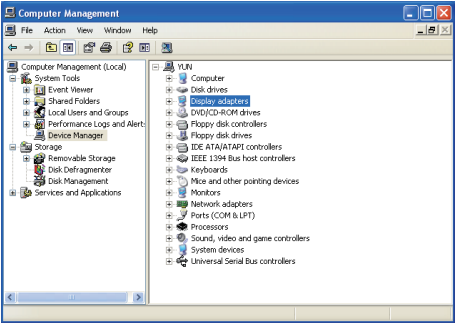 Computer Management
File Action View Window Help
Computer Management (Local)
System Tools
Event Viewer
Shared Folders
Local Users and Groups
Performance Logs and Alert:
Device Manager
Storage
Removable Storage
Disk Defragmenter
Disk Management
Services and Applications
YUN
Computer
Disk drives
Display adapters
DVD/CD-ROM drives
Floppy disk controllers
Floppy disk drives
IDE ATA/ATAPI controllers
IEEE 1394 Bus host controllers
Keyboards
Mice and other pointing devices
Monitors
Network adapters
Ports (COM & LPT)
Processors
Sound, video and game controllers
System devices
Universal Serial Bus controllers